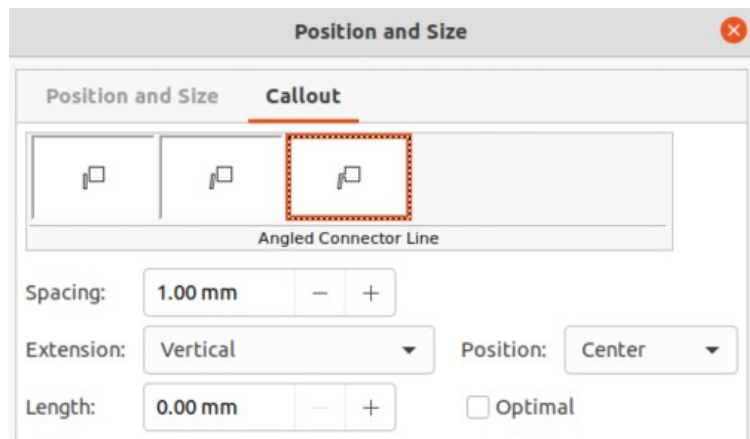 Position and Size
Position and Size Callout
Angled Connector Line
Spacing: 1.00 mm
Extension: Vertical Position: Center
Length: 0.00 mm Optimal